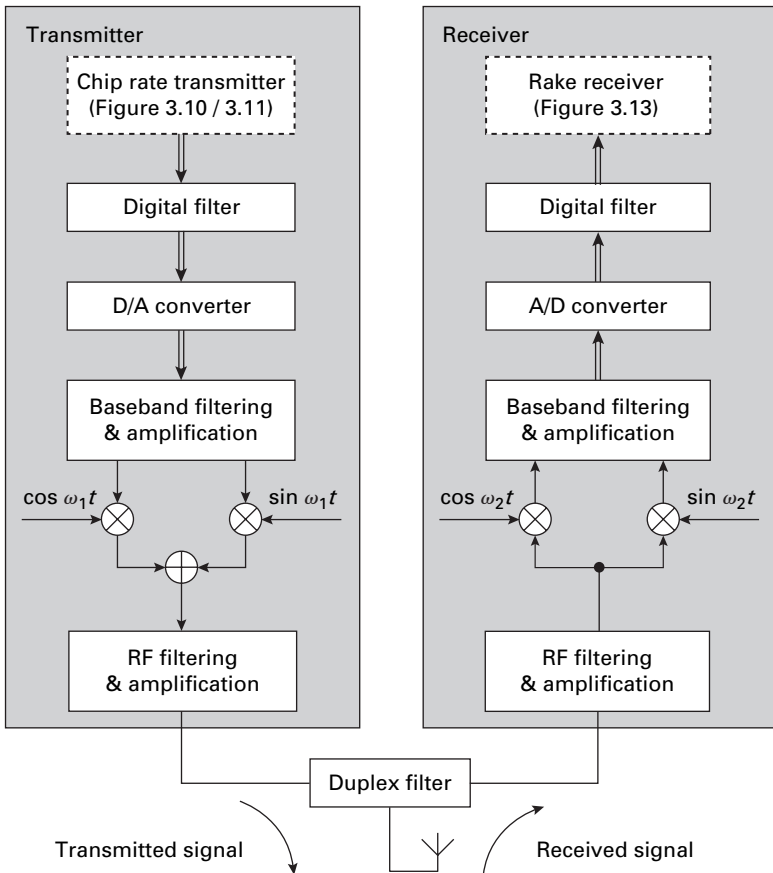 Transmitter
Chip rate transmitter
(Figure 3.10 / 3.11)
Digital filter
D/A converter
Baseband filtering
& amplification
cos ω₁t
sin ω₁t
RF filtering
& amplification
Receiver
Rake receiver
(Figure 3.13)
Digital filter
A/D converter
Baseband filtering
& amplification
cos ω₂t
sin ω₂t
RF filtering
& amplification
Duplex filter
Transmitted signal
Received signal